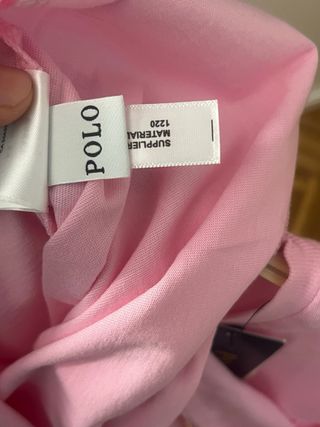 POLO
SUPPLIER
MATERIAL
1220